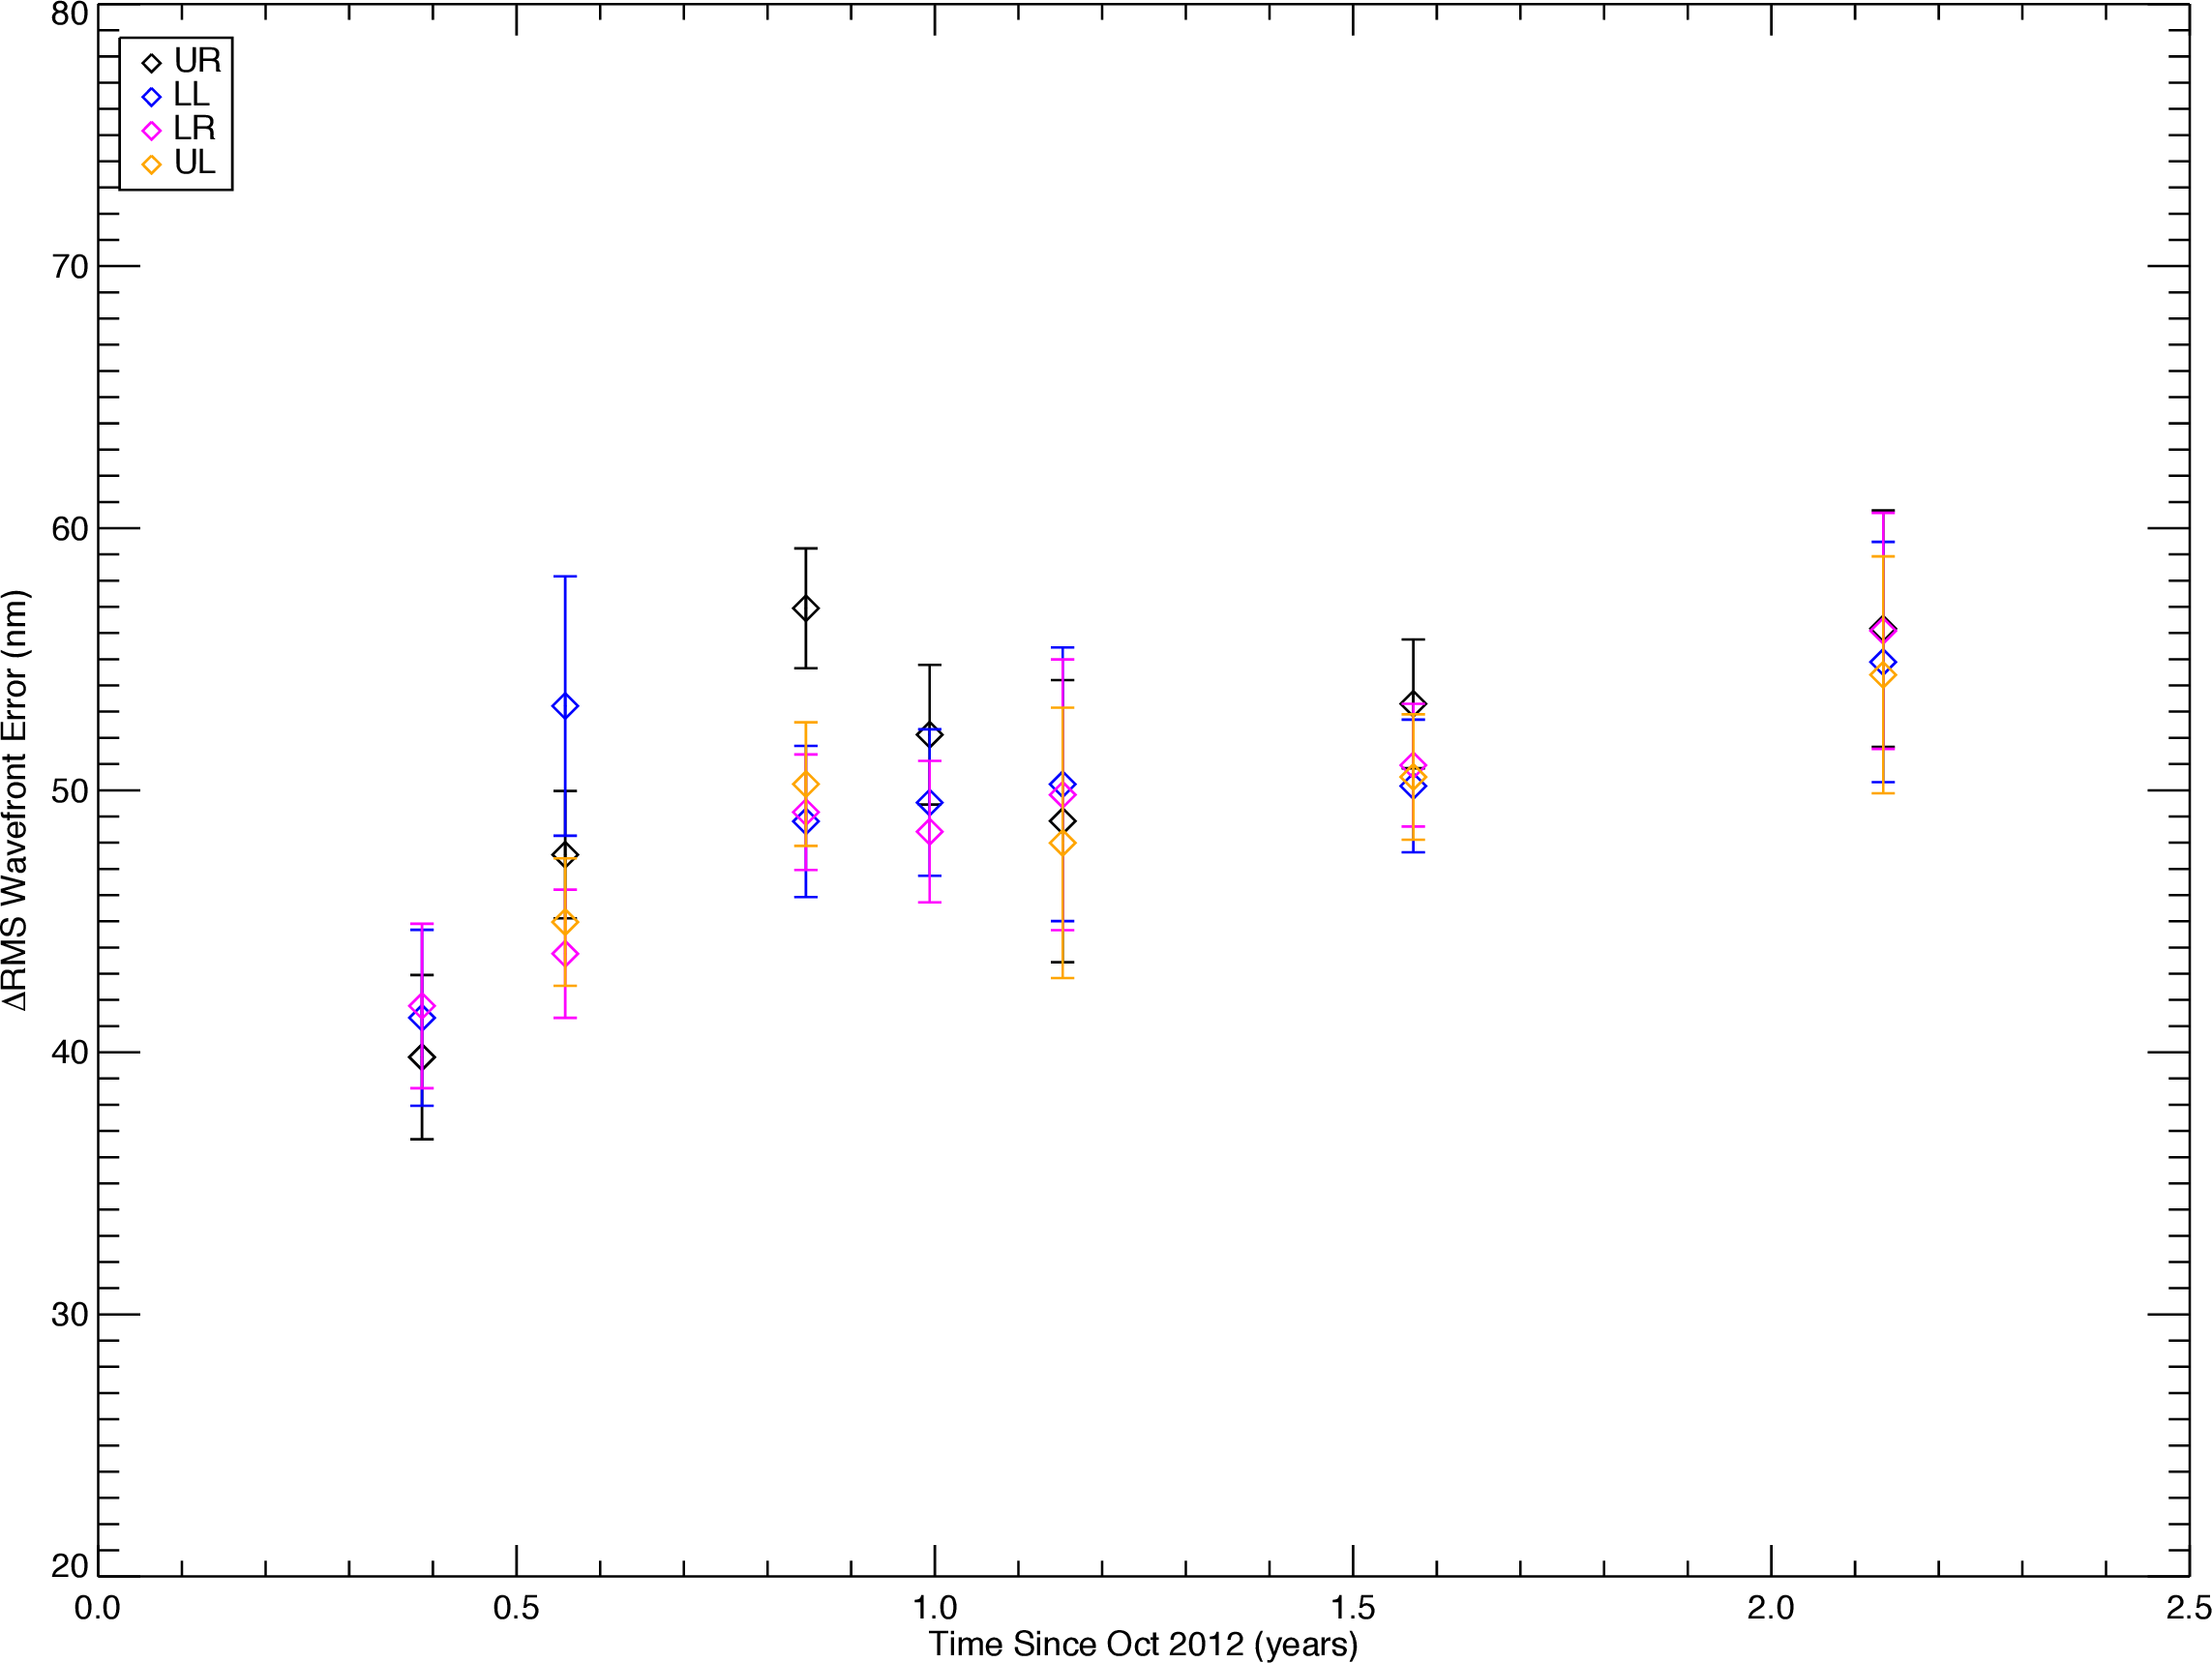 80
UR
LL
LR
UL
70
60
50
40
30
20
ΔRMS Wavefront Error (nm)
0.0 0.5 1.0 1.5 2.0 2.5
Time Since Oct 2012 (years)